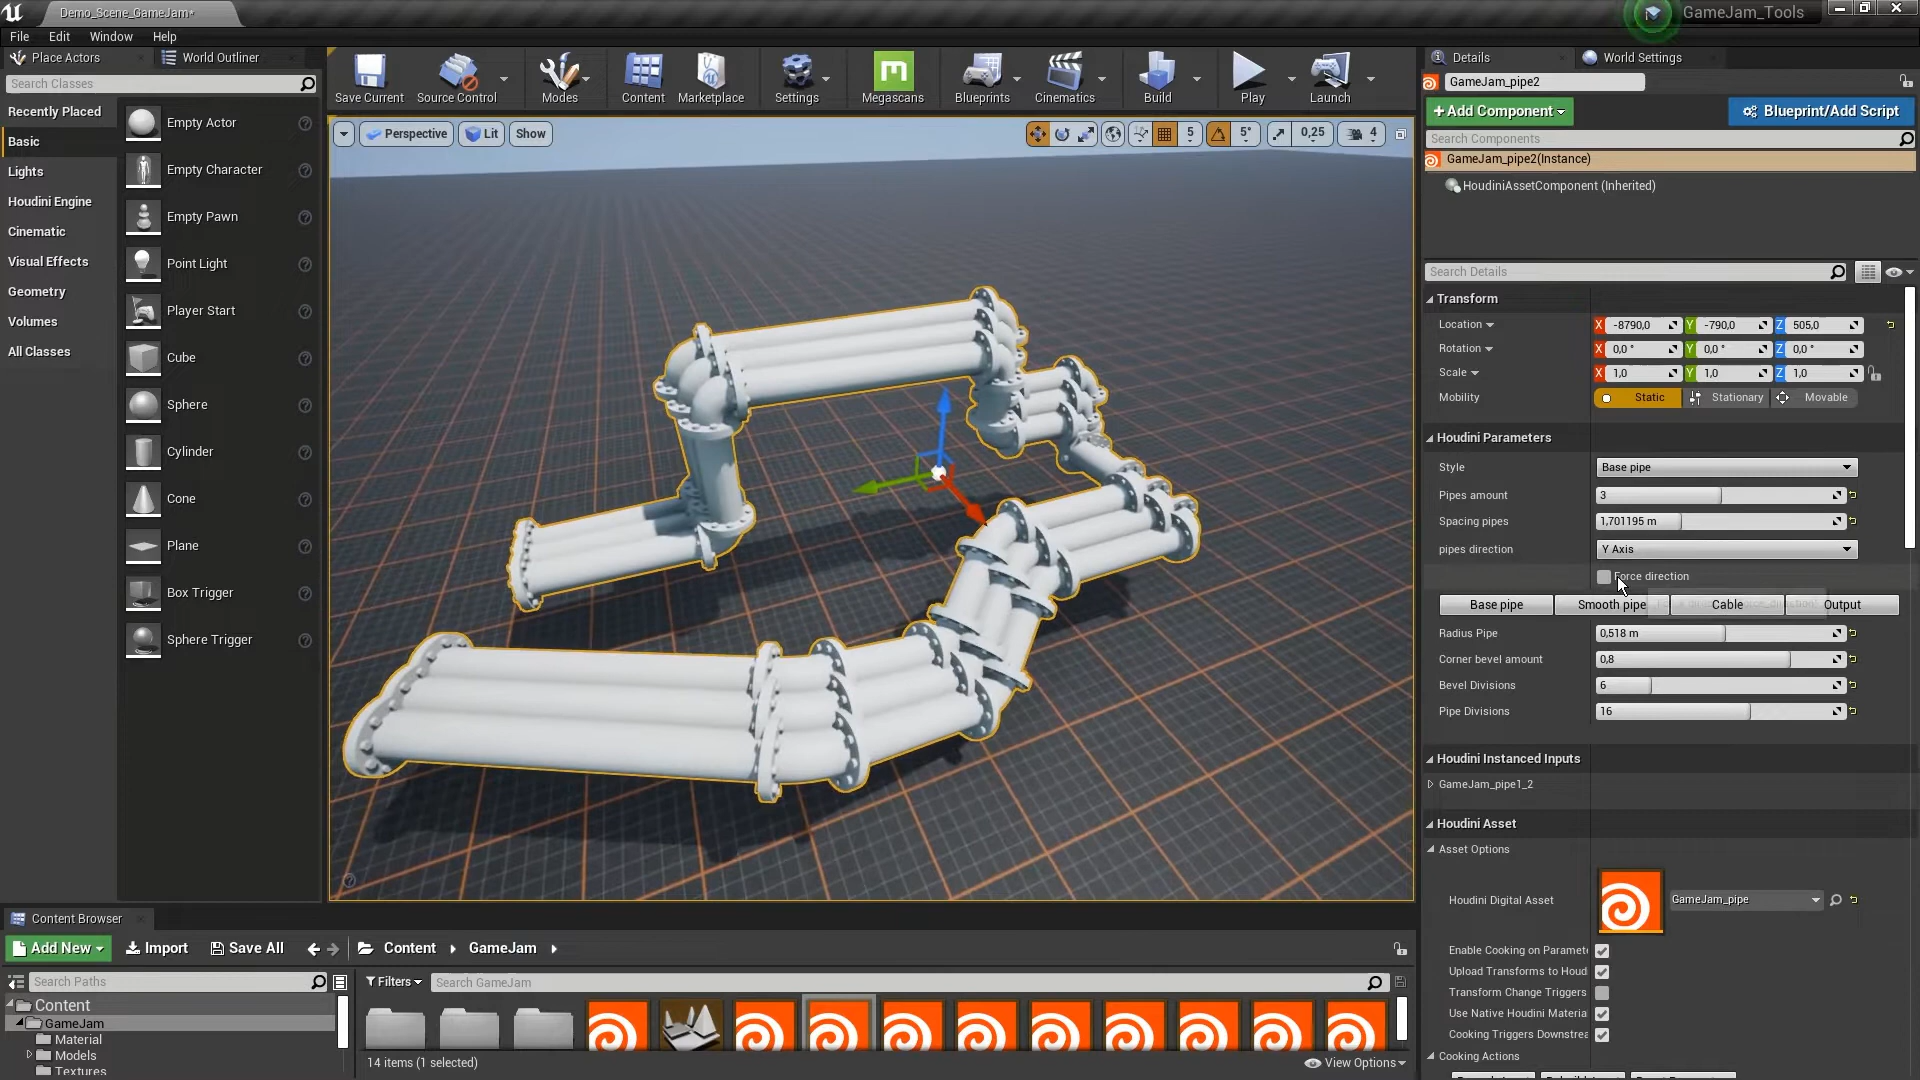 Demo_Scene_GameJam*
GameJam_Tools
File Edit Window Help
Place Actors
World Outliner
Search Classes
Recently Placed
Basic
Lights
Houdini Engine
Cinematic
Visual Effects
Geometry
Volumes
All Classes
Empty Actor
Empty Character
Empty Pawn
Point Light
Player Start
Cube
Sphere
Cylinder
Cone
Plane
Box Trigger
Sphere Trigger
Save Current
Source Control
Modes
Content
Marketplace
Settings
Megascans
Blueprints
Cinematics
Build
Play
Launch
Perspective
Lit
Show
5
5°
0,25
4
Details
World Settings
GameJam_pipe2
+Add Component
Blueprint/Add Script
Search Components
GameJam_pipe2(Instance)
HoudiniAssetComponent (Inherited)
Search Details
Transform
Location X -8790,0 Y -790,0 Z 505,0
Rotation X 0,0 ° Y 0,0 ° Z 0,0 °
Scale X 1,0 Y 1,0 Z 1,0
Mobility Static Stationary Movable
Houdini Parameters
Style Base pipe
Pipes amount 3
Spacing pipes 1,701195 m
pipes direction Y Axis
Force direction
Base pipe Smooth pipe Cable Output
Radius Pipe 0,518 m
Corner bevel amount 0,8
Bevel Divisions 6
Pipe Divisions 16
Houdini Instanced Inputs
GameJam_pipe1_2
Houdini Asset
Asset Options
Houdini Digital Asset GameJam_pipe
Enable Cooking on Paramete
Upload Transforms to Houd
Transform Change Triggers
Use Native Houdini Materia
Cooking Triggers Downstrea
Cooking Actions
Content Browser
Add New
Import
Save All
Content
GameJam
Search Paths
Filters
Search GameJam
Content
GameJam
Material
Models
Textures
14 items (1 selected)
View Options